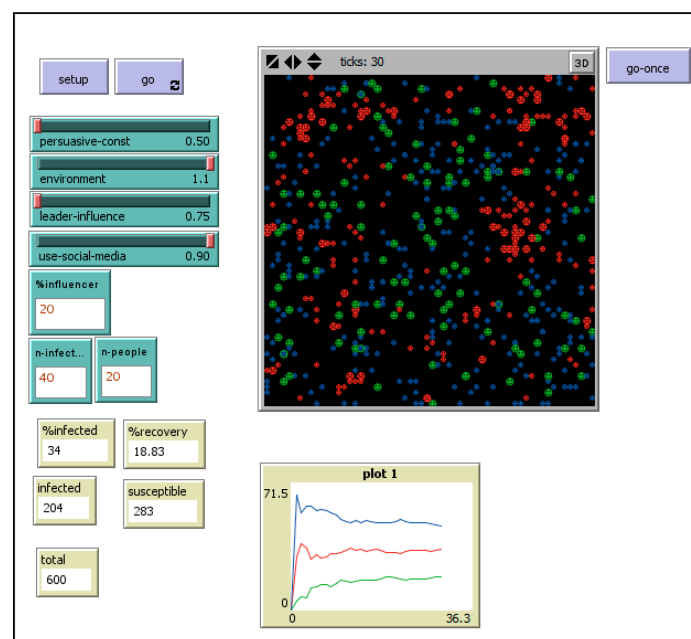 setup
go
ticks: 30
3D
go-once
persuasive-const 0.50
environment 1.1
leader-influence 0.75
use-social-media 0.90
%influencer
20
n-infect...
40
n-people
20
%infected
34
%recovery
18.83
infected
204
susceptible
283
total
600
plot 1
71.5
0
0
36.3